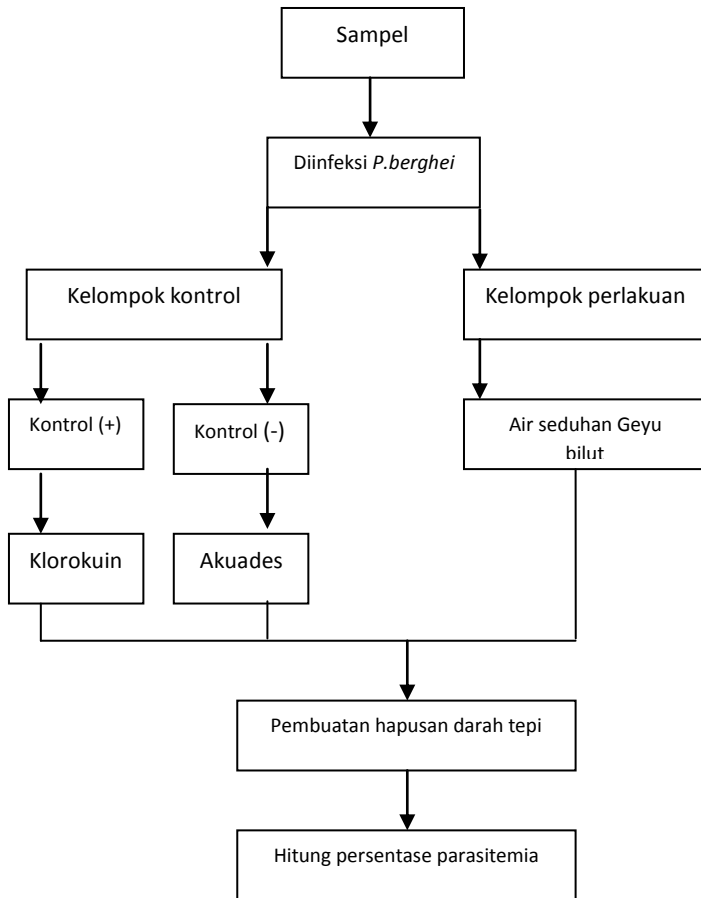 Sampel
Diinfeksi P.berghei
Kelompok kontrol
Kelompok perlakuan
Kontrol (+)
Kontrol (-)
Air seduhan Geyu
bilut
Klorokuin
Akuades
Pembuatan hapusan darah tepi
Hitung persentase parasitemia